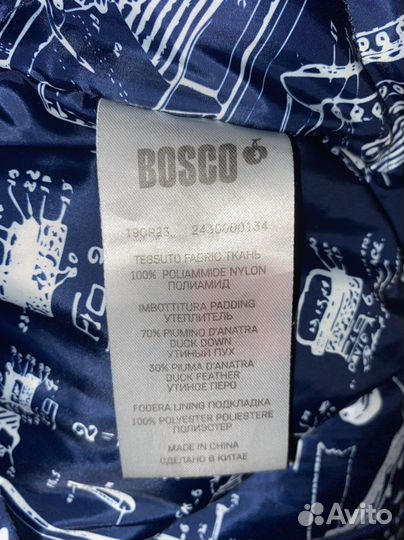 BOSCO
2430000134
TESSUTO FABRIC ТКАНЬ
100% POLIAMMIDE NYLON
ПОЛИАМИД
IMBOTTITURA PADDING
УТЕПЛИТЕЛЬ
70% PIUMINO D'ANATRA
DUCK DOWN
УТИНЫЙ ПУХ
30% PIUMA D'ANATRA
DUCK FEATHER
УТИНОЕ ПЕРО
FODERA LINING ПОДКЛАДКА
100% POLYESTER POLIESTERE
ПОЛИЭСТЕР
MADE IN CHINA
СДЕЛАНО В КИТАЕ
Avito